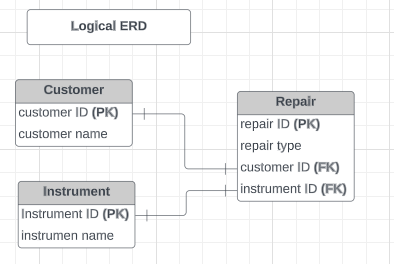 Logical ERD
Customer
customer ID (PK)
customer name
Instrument
Instrument ID (PK)
instrumen name
Repair
repair ID (PK)
repair type
customer ID (FK)
instrument ID (FK)